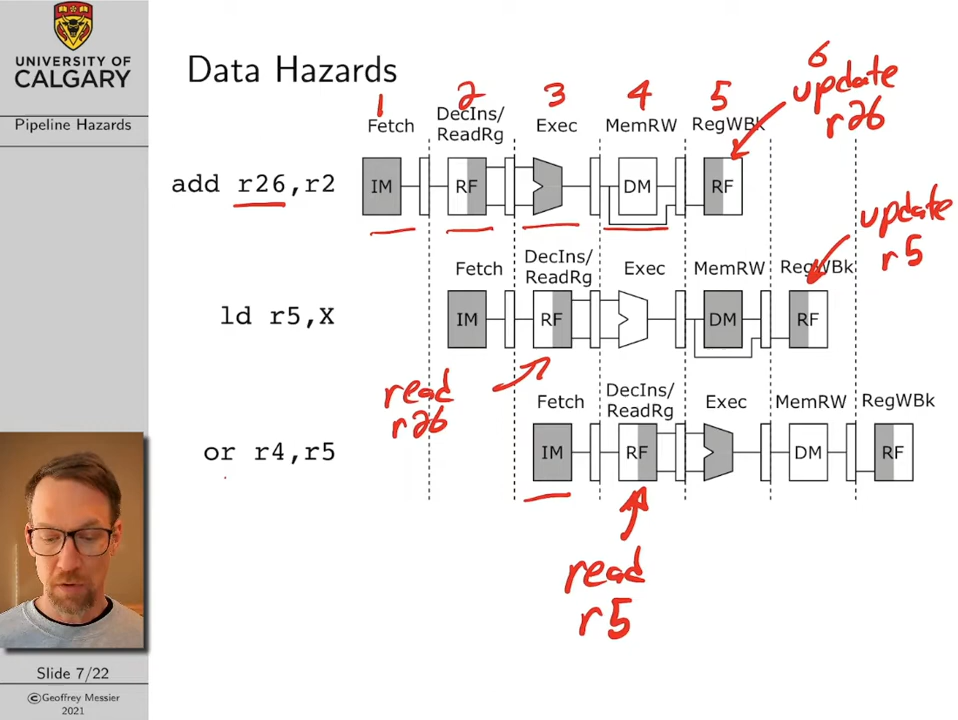 UNIVERSITY OF
CALGARY
Pipeline Hazards
Data Hazards
1 2 3 4 5
6
update
r26
Fetch DecIns/ Exec MemRW RegWBk
ReadRg
add r26,r2
IM RF DM RF
update
r5
Fetch DecIns/ Exec MemRW RegWBk
ReadRg
ld r5,X
IM RF DM RF
read
r26
Fetch DecIns/ Exec MemRW RegWBk
ReadRg
or r4,r5
IM RF DM RF
read
r5
Slide 7/22
©Geoffrey Messier
2021